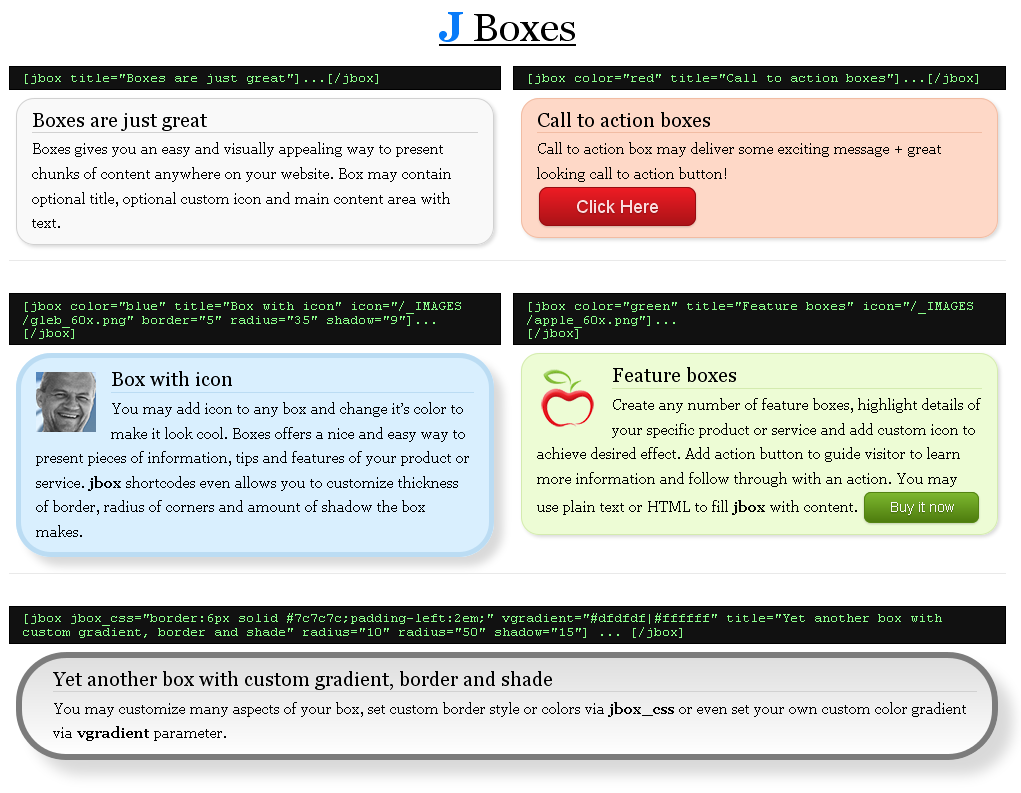 J Boxes
[jbox title="Boxes are just great"]...[/jbox]
Boxes are just great
Boxes gives you an easy and visually appealing way to present
chunks of content anywhere on your website. Box may contain
optional title, optional custom icon and main content area with
text.
[jbox color="red" title="Call to action boxes"]...[/jbox]
Call to action boxes
Call to action box may deliver some exciting message + great
looking call to action button!
Click Here
[jbox color="blue" title="Box with icon" icon="/_IMAGES
/gleb_60x.png" border="5" radius="35" shadow="9"]...
[/jbox]
Box with icon
You may add icon to any box and change it's color to
make it look cool. Boxes offers a nice and easy way to
present pieces of information, tips and features of your product or
service. jbox shortcodes even allows you to customize thickness
of border, radius of corners and amount of shadow the box
makes.
[jbox color="green" title="Feature boxes" icon="/_IMAGES
/apple_60x.png"]...
[/jbox]
Feature boxes
Create any number of feature boxes, highlight details of
your specific product or service and add custom icon to
achieve desired effect. Add action button to guide visitor to learn
more information and follow through with an action. You may
use plain text or HTML to fill jbox with content. Buy it now
[jbox jbox_css="border:6px solid #7c7c7c;padding-left:2em;" vgradient="#dfdfdf|#ffffff" title="Yet another box with
custom gradient, border and shade" radius="10" radius="50" shadow="15"] ... [/jbox]
Yet another box with custom gradient, border and shade
You may customize many aspects of your box, set custom border style or colors via jbox_css or even set your own custom color gradient
via vgradient parameter.